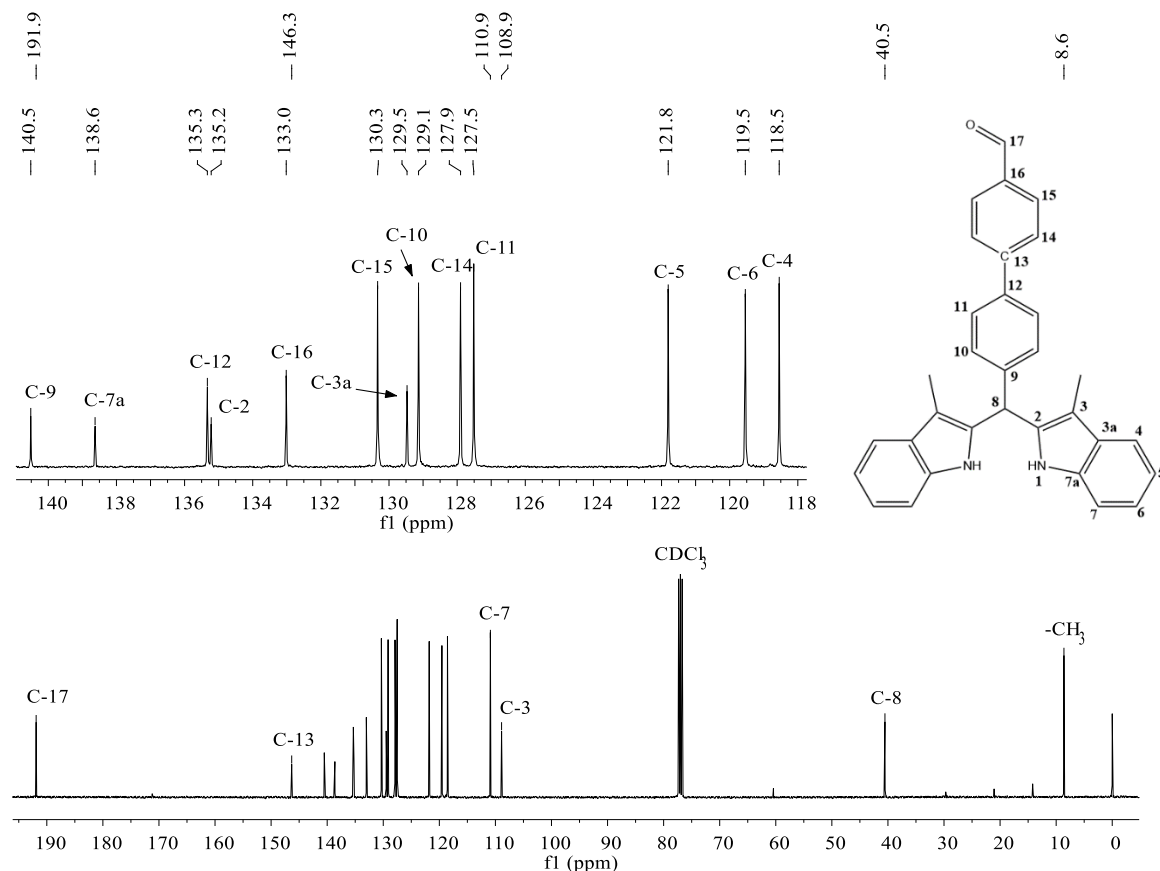 191.9 146.3 110.9 108.9 40.5 8.6
140.5 138.6 135.3 135.2 133.0 130.3 129.5 129.1 127.9 127.5 121.8 119.5 118.5
C-10
C-15 C-14 C-11 C-5 C-6 C-4
C-12 C-16
C-9 C-7a C-2 C-3a
140 138 136 134 132 130 128 126 124 122 120 118
f1 (ppm)
O
17
16
15
14
C
13
12
11
10
9
8
2 3
3a
4
NH HN
1 7a
5
7 6
CDCl3
C-7
-CH3
C-17 C-3 C-8
C-13
190 180 170 160 150 140 130 120 110 100 90 80 70 60 50 40 30 20 10 0
f1 (ppm)